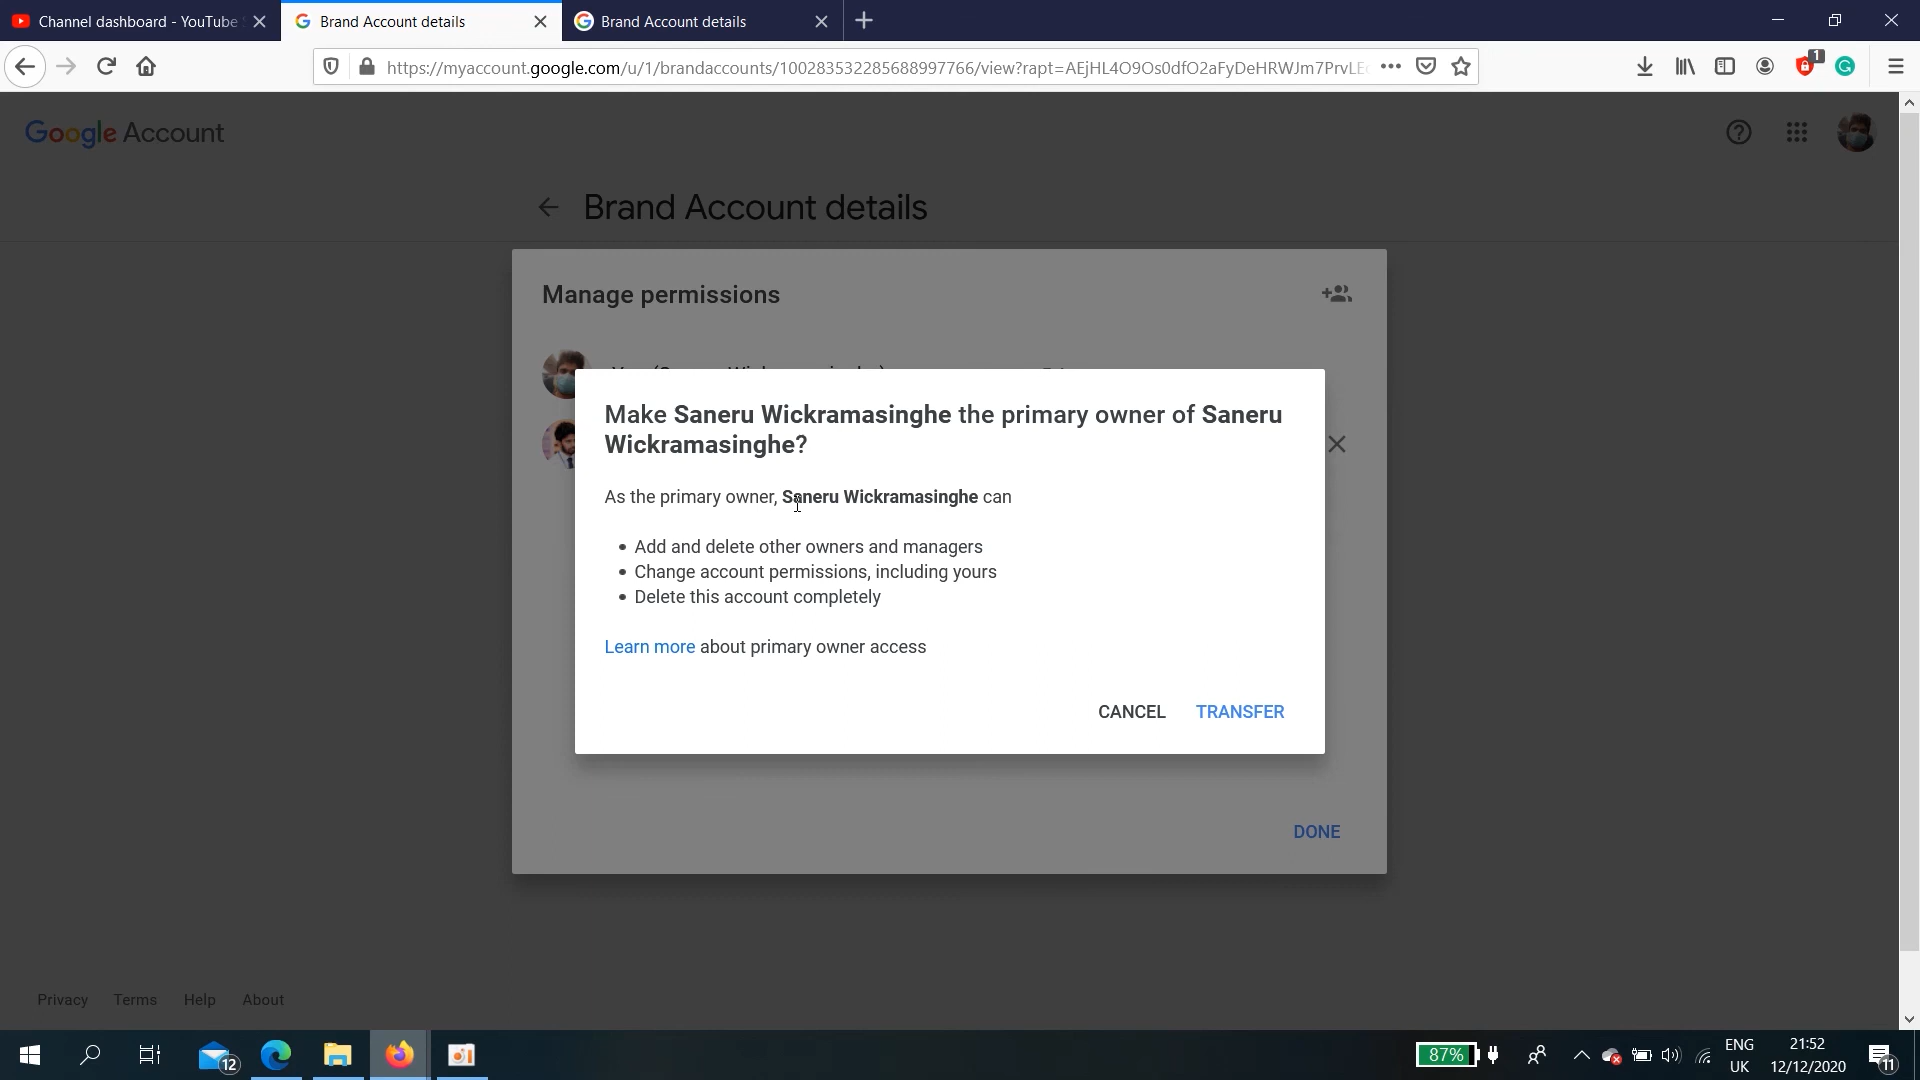 Channel dashboard - YouTube
Brand Account details
Brand Account details
https://myaccount.google.com/u/1/brandaccounts/100283532285688997766/view?rapt=AEjHL4O9Os0dfO2aFyDeHRWJm7PrvLE
1
Google Account
Brand Account details
Manage permissions
Make Saneru Wickramasinghe the primary owner of Saneru
Wickramasinghe?
As the primary owner, Saneru Wickramasinghe can
• Add and delete other owners and managers
• Change account permissions, including yours
• Delete this account completely
Learn more about primary owner access
CANCEL TRANSFER
DONE
Privacy Terms Help About
12
87%
ENG
UK
21:52
12/12/2020
11